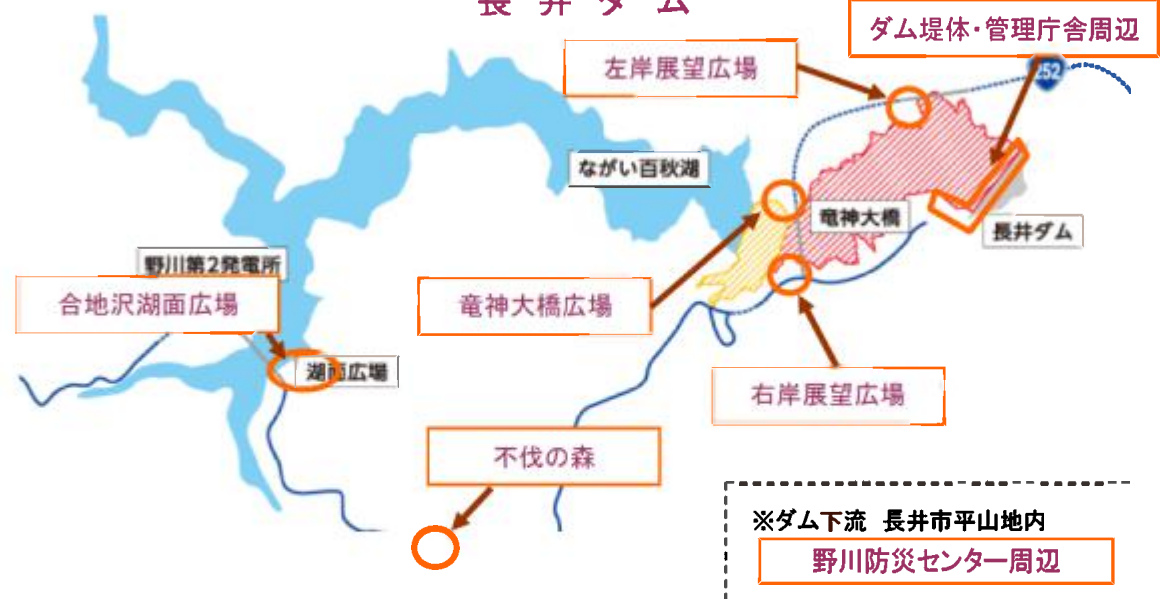 長井ダム
ダム堤体・管理庁舎周辺
左岸展望広場
252
ながい百秋湖
竜神大橋
長井ダム
野川第2発電所
合地沢湖面広場
竜神大橋広場
湖面広場
右岸展望広場
不伐の森
※ダム下流 長井市平山地内
野川防災センター周辺